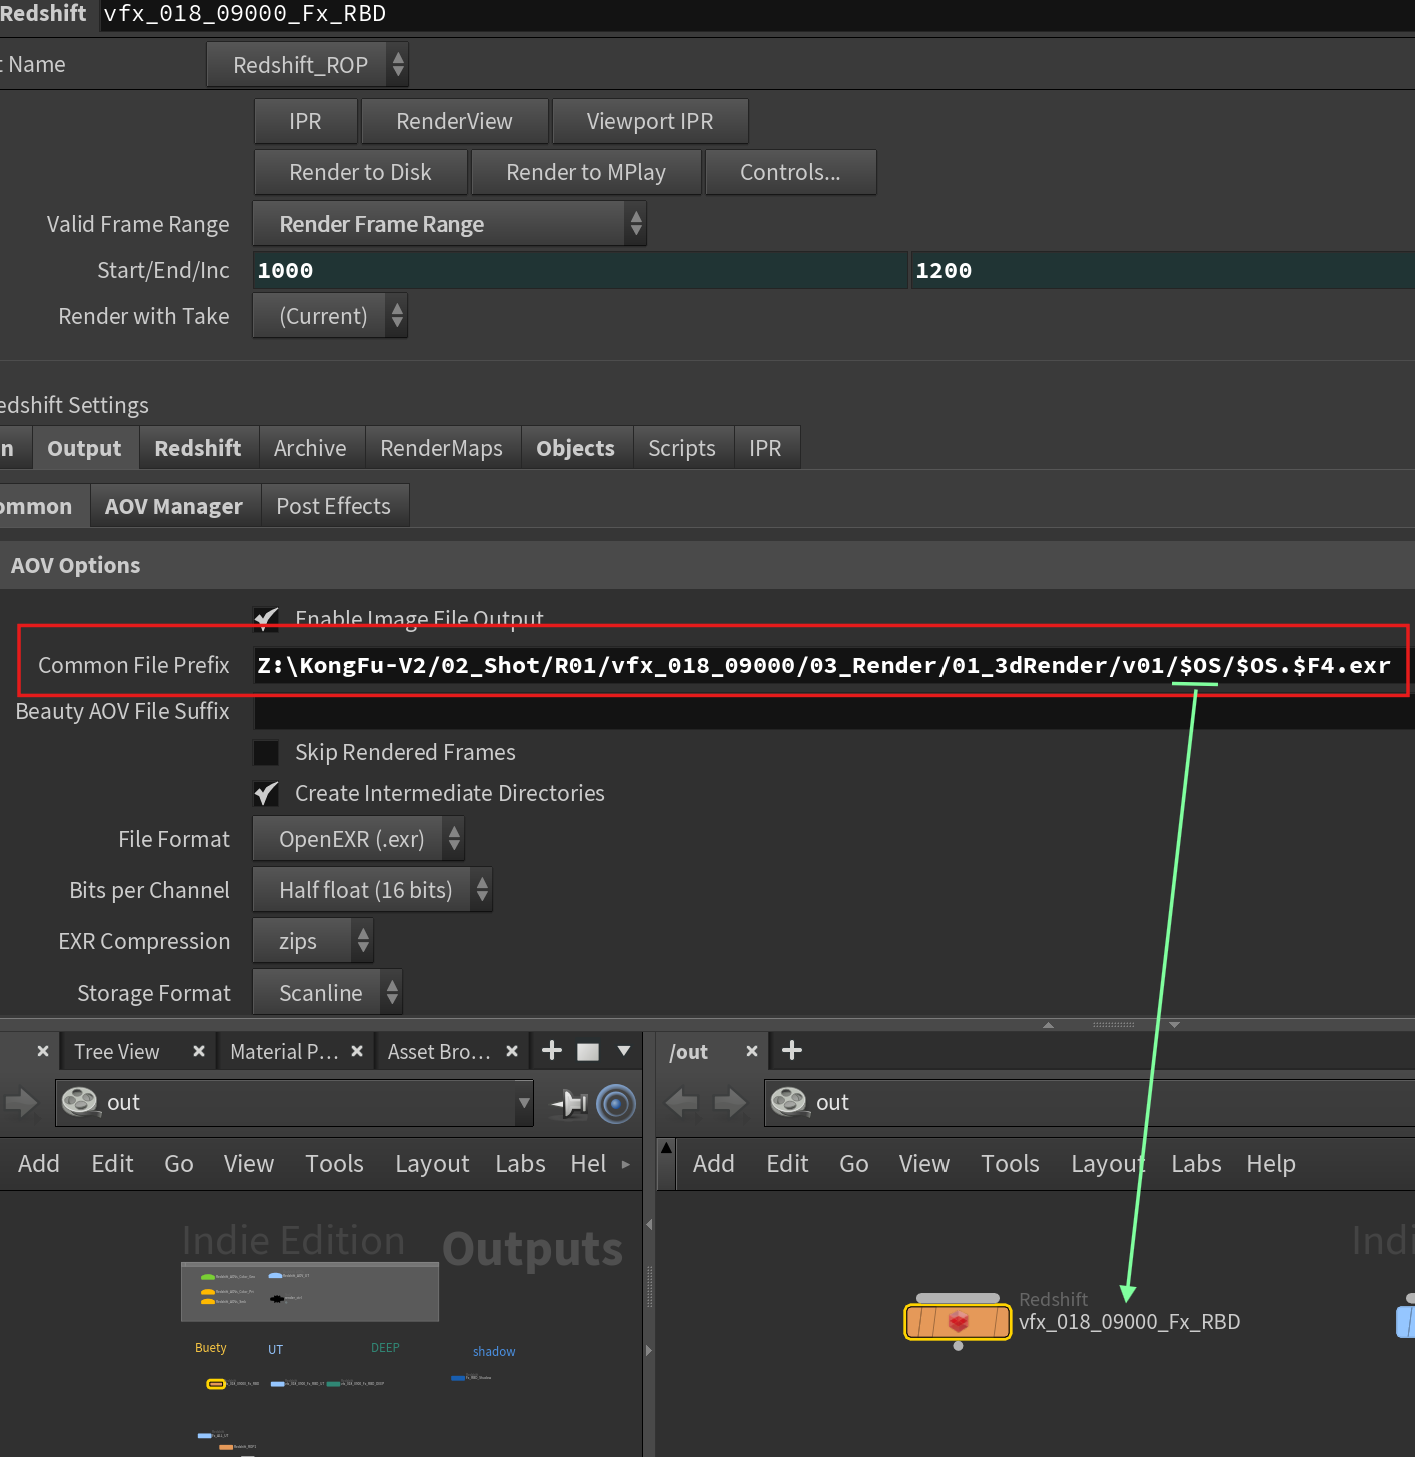 Redshift vfx_018_09000_Fx_RBD
t Name Redshift_ROP
IPR RenderView Viewport IPR
Render to Disk Render to MPlay Controls...
Valid Frame Range Render Frame Range
Start/End/Inc 1000 1200
Render with Take (Current)
edshift Settings
n Output Redshift Archive RenderMaps Objects Scripts IPR
ommon AOV Manager Post Effects
AOV Options
Enable Image File Output
Common File Prefix Z:\KongFu-V2/02_Shot/R01/vfx_018_09000/03_Render/01_3dRender/v01/$OS/$OS.$F4.exr
Beauty AOV File Suffix
Skip Rendered Frames
Create Intermediate Directories
File Format OpenEXR (.exr)
Bits per Channel Half float (16 bits)
EXR Compression zips
Storage Format Scanline
Tree View Material P... Asset Bro... /out
out out
Add Edit Go View Tools Layout Labs Hel Add Edit Go View Tools Layout Labs Help
Indie Edition Outputs Indi
Buety UT DEEP shadow
Redshift
vfx_018_09000_Fx_RBD